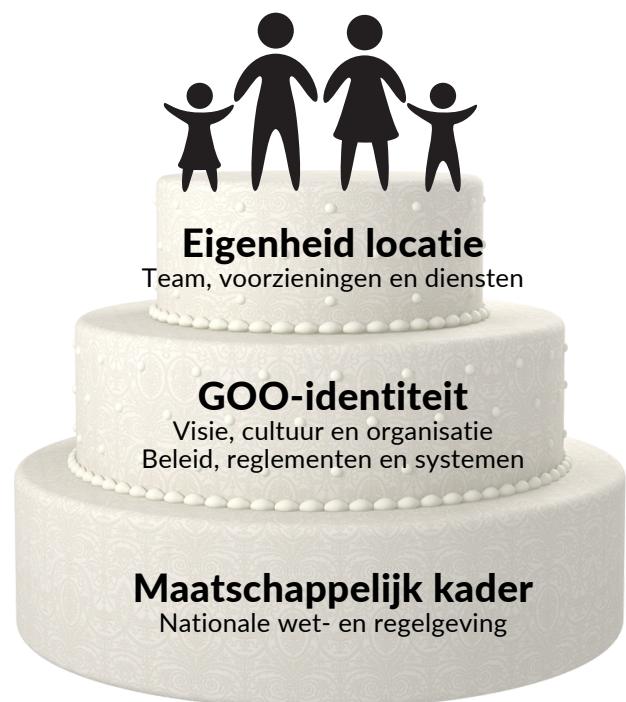 Eigenheid locatie
Team, voorzieningen en diensten
GOO-identiteit
Visie, cultuur en organisatie
Beleid, reglementen en systemen
Maatschappelijk kader
Nationale wet- en regelgeving